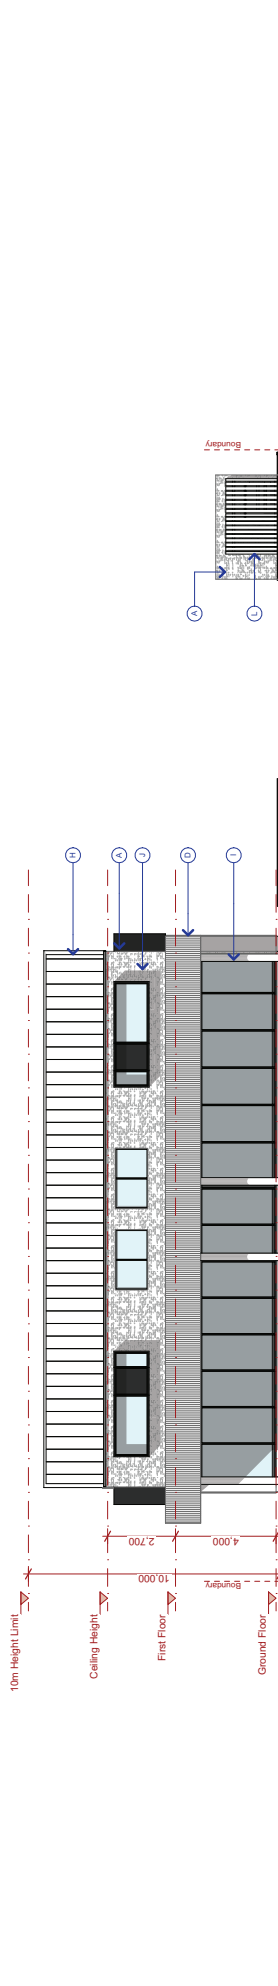 10m Height Limit
Ceiling Height
First Floor
Ground Floor
2,700
4,000
10,000
Boundary
H
A
J
D
I
A
L
Boundary